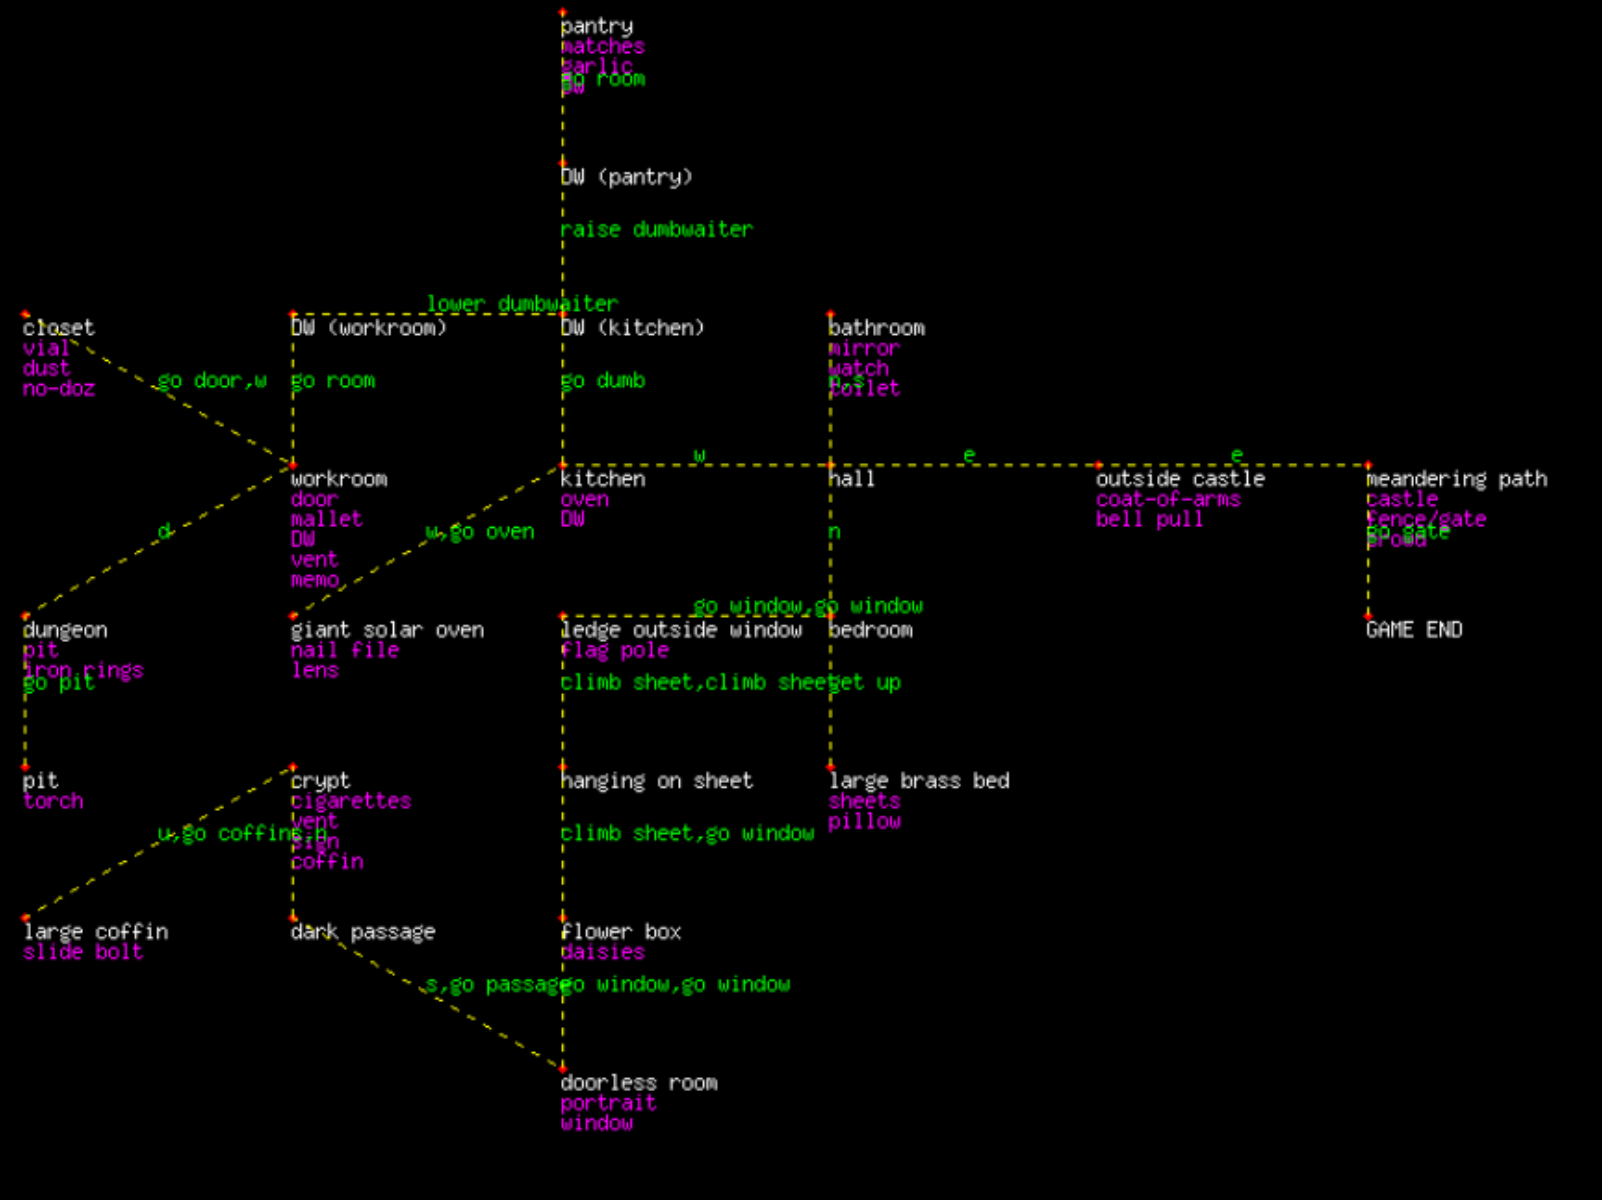 pantry
matches
garlic
go room
DW
DW (pantry)
raise dumbwaiter
lower dumbwaiter
closet
vial
dust
no-doz
DW (workroom)
DW (kitchen)
bathroom
mirror
watch
toilet
go door,w
go room
go dumb
n,s
w
e
e
workroom
door
mallet
DW
vent
memo
kitchen
oven
DW
hall
outside castle
coat-of-arms
bell pull
meandering path
castle
fence/gate
crowd
go gate
d
w,go oven
n
go window,go window
dungeon
pit
iron rings
go pit
giant solar oven
nail file
lens
ledge outside window
flag pole
bedroom
GAME END
climb sheet,climb sheet
get up
pit
torch
crypt
cigarettes
vent
sign
coffin
hanging on sheet
large brass bed
sheets
pillow
u,go coffin
s,n
climb sheet,go window
large coffin
slide bolt
dark passage
flower box
daisies
s,go passage
go window,go window
doorless room
portrait
window